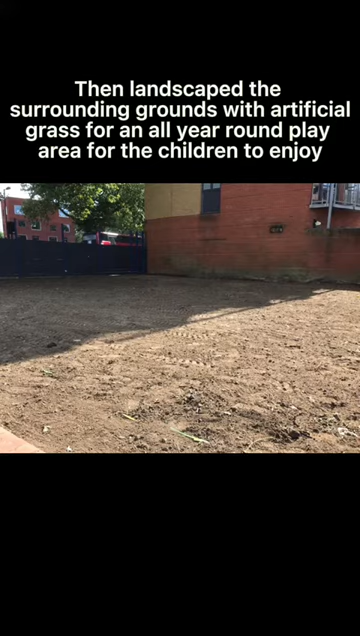 Then landscaped the
surrounding grounds with artificial
grass for an all year round play
area for the children to enjoy